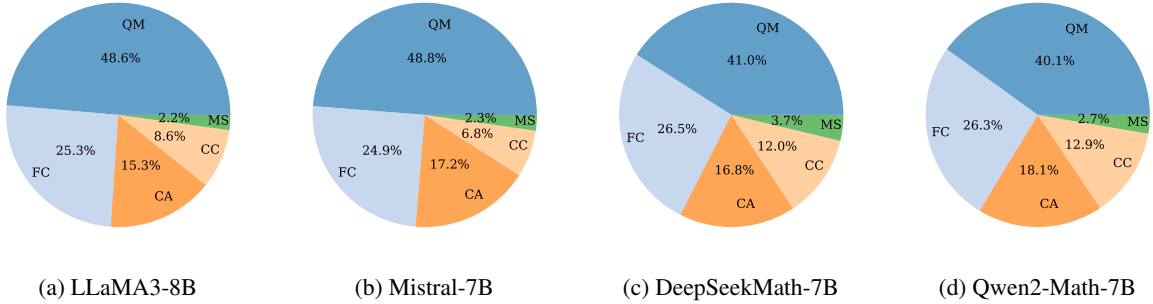 QM
48.6%
2.2%
MS
8.6%
CC
25.3%
FC
15.3%
CA
(a) LLaMA3-8B
QM
48.8%
2.3%
MS
6.8%
CC
24.9%
FC
17.2%
CA
(b) Mistral-7B
QM
41.0%
3.7%
MS
FC
26.5%
12.0%
CC
16.8%
CA
(c) DeepSeekMath-7B
QM
40.1%
2.7%
MS
FC
26.3%
12.9%
CC
18.1%
CA
(d) Qwen2-Math-7B